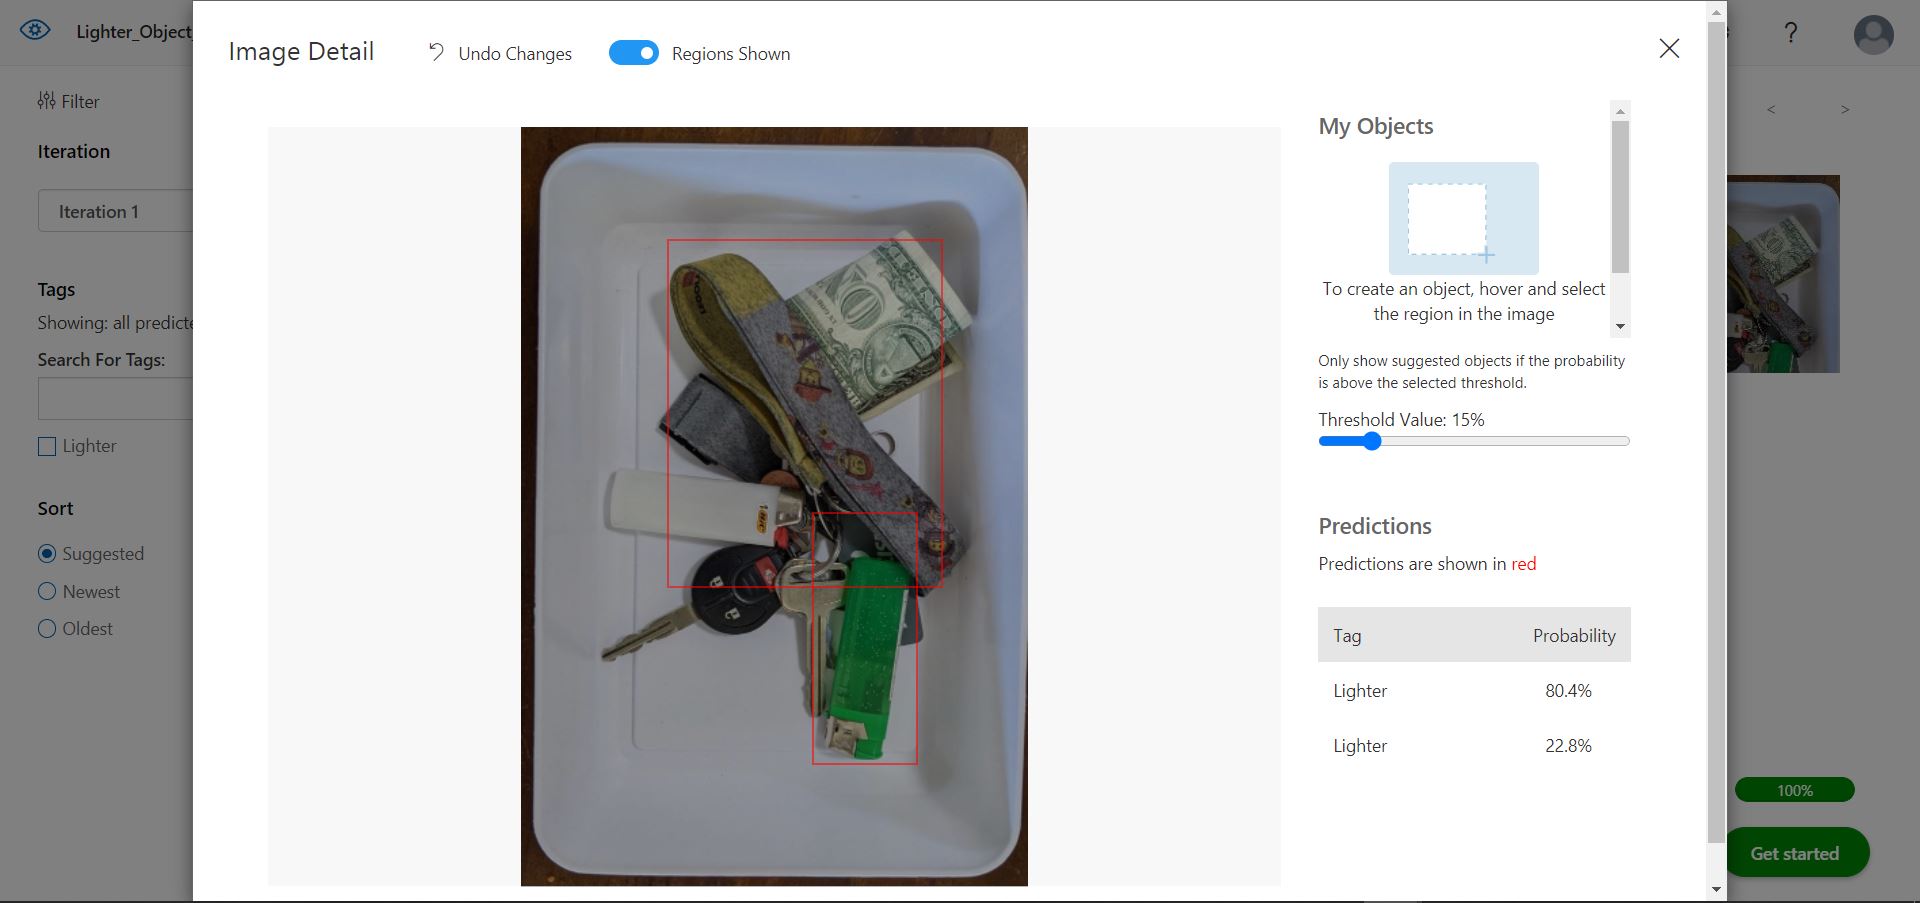 Lighter_Object_
Image Detail
Undo Changes
Regions Shown
?
Filter
Iteration
Iteration 1
Tags
Showing: all predicte
Search For Tags:
Lighter
Sort
Suggested
Newest
Oldest
BIC
My Objects
To create an object, hover and select
the region in the image
Only show suggested objects if the probability
is above the selected threshold.
Threshold Value: 15%
Predictions
Predictions are shown in red
Tag Probability
Lighter 80.4%
Lighter 22.8%
< >
100%
Get started